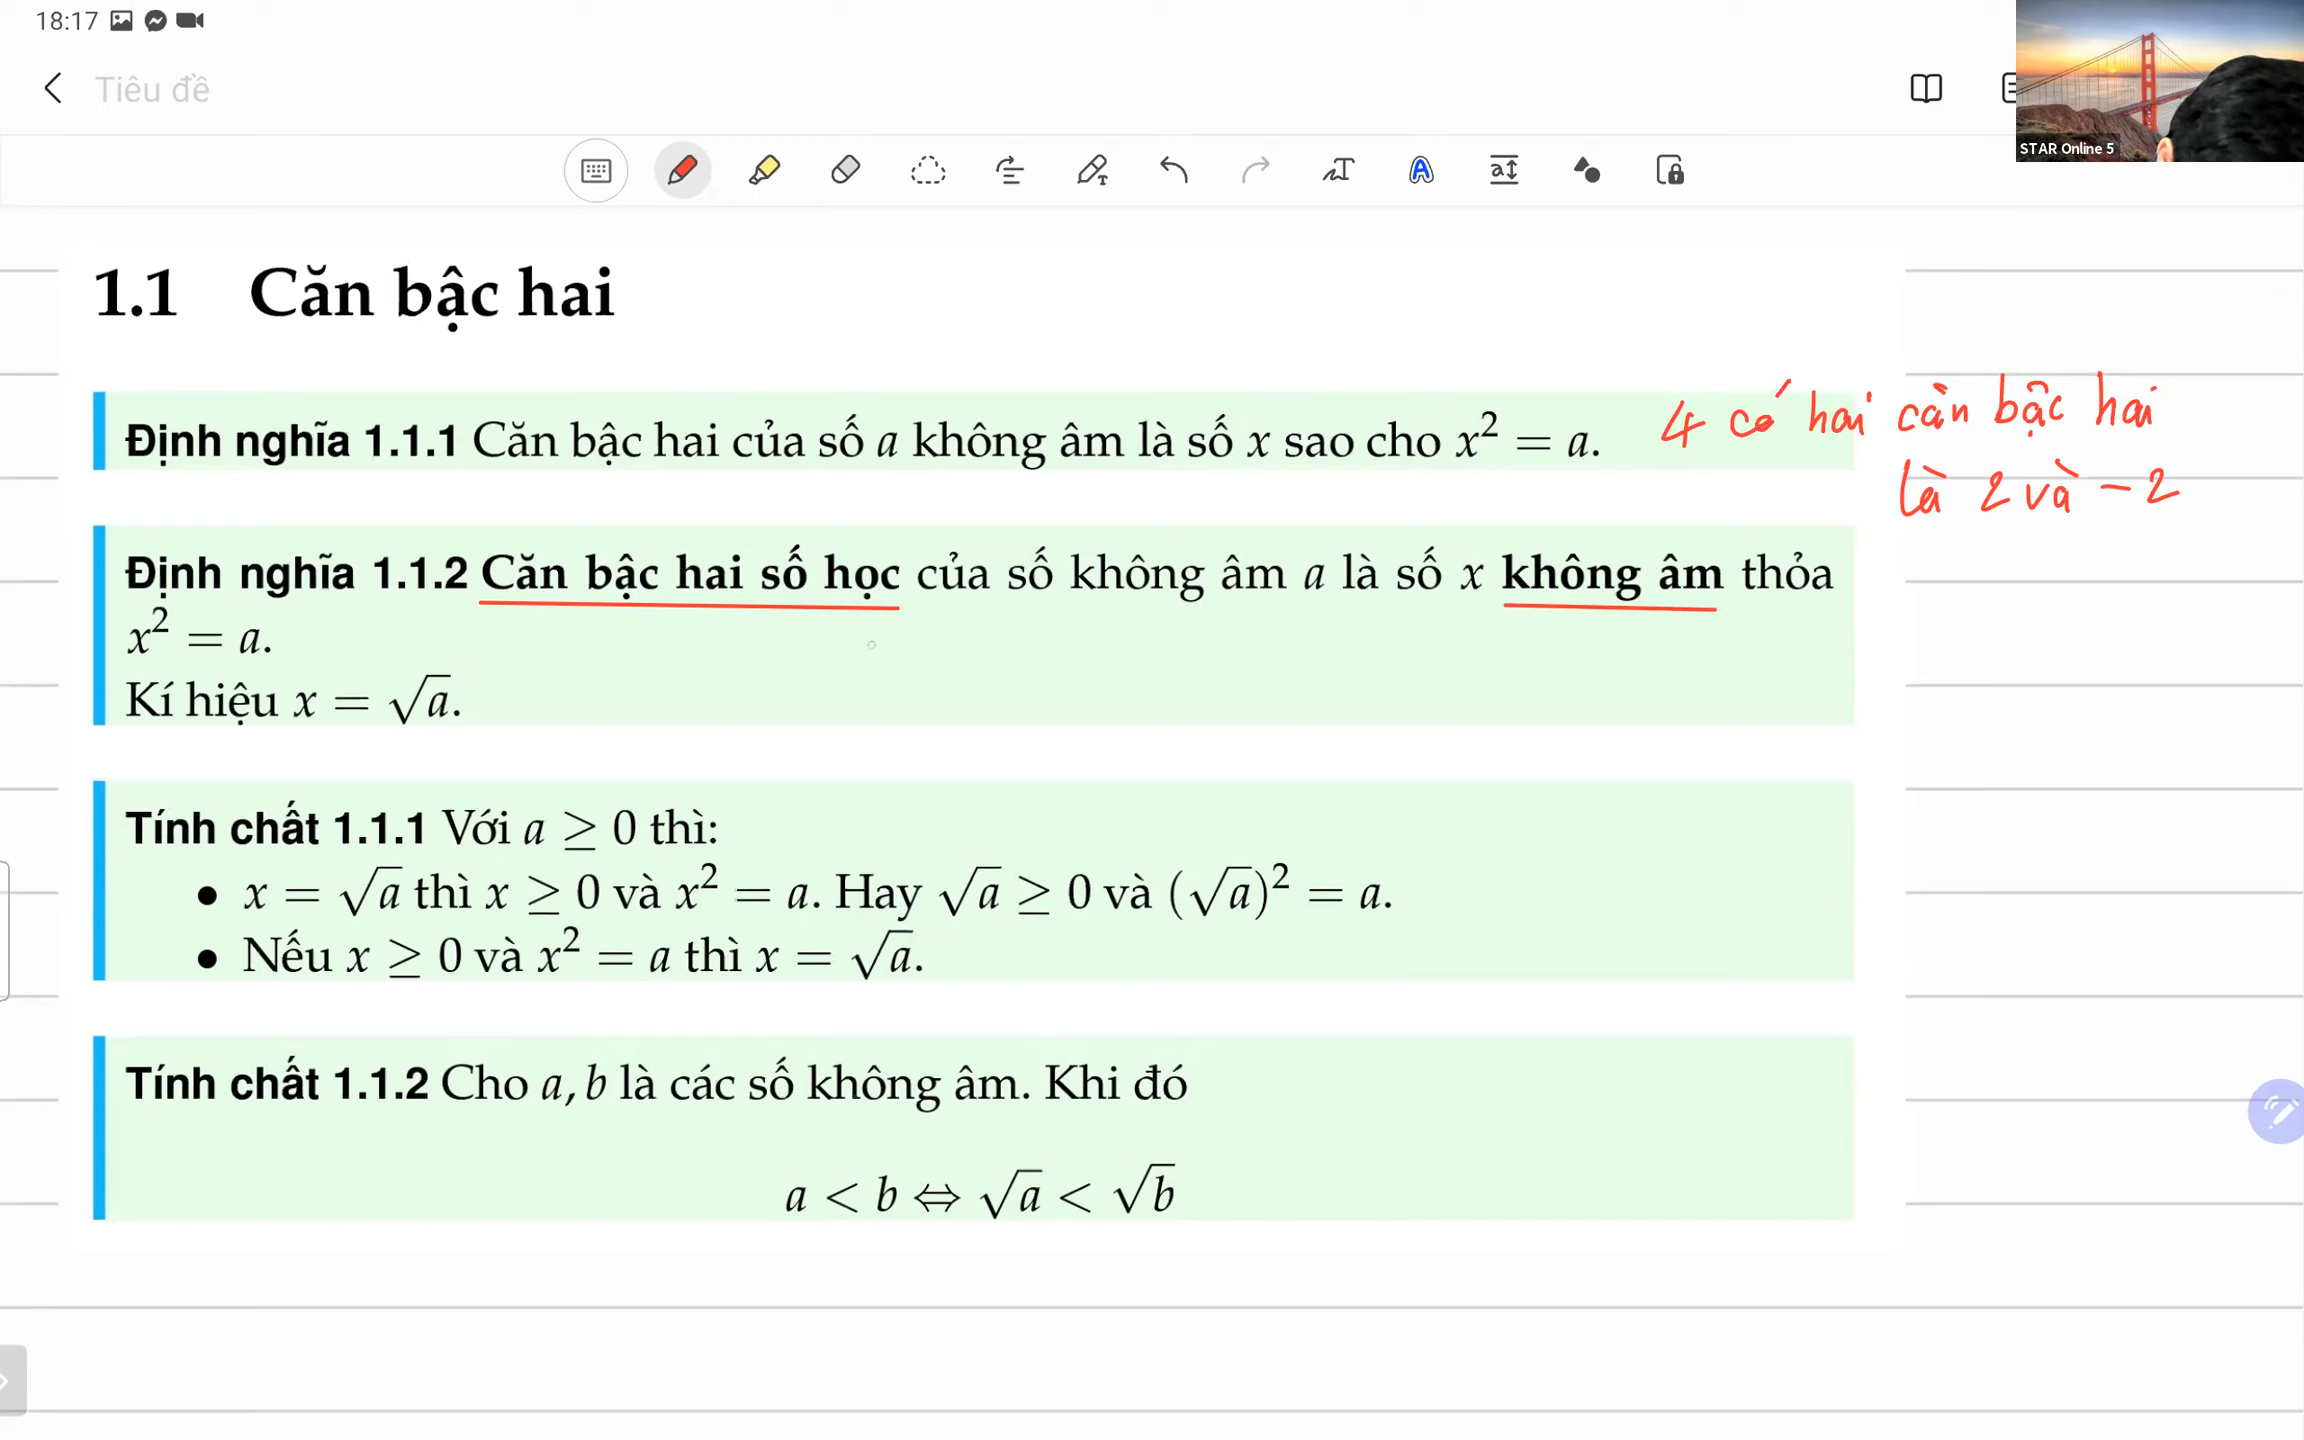 18:17
Tiêu đề
STAR Online 5
1.1 Căn bậc hai
Định nghĩa 1.1.1 Căn bậc hai của số a không âm là số x sao cho x² = a.
4 có hai căn bậc hai
là 2 và -2
Định nghĩa 1.1.2 Căn bậc hai số học của số không âm a là số x không âm thỏa
x² = a.
Kí hiệu x = √a.
Tính chất 1.1.1 Với a ≥ 0 thì:
• x = √a thì x ≥ 0 và x² = a. Hay √a ≥ 0 và (√a)² = a.
• Nếu x ≥ 0 và x² = a thì x = √a.
Tính chất 1.1.2 Cho a, b là các số không âm. Khi đó
a < b ⇔ √a < √b